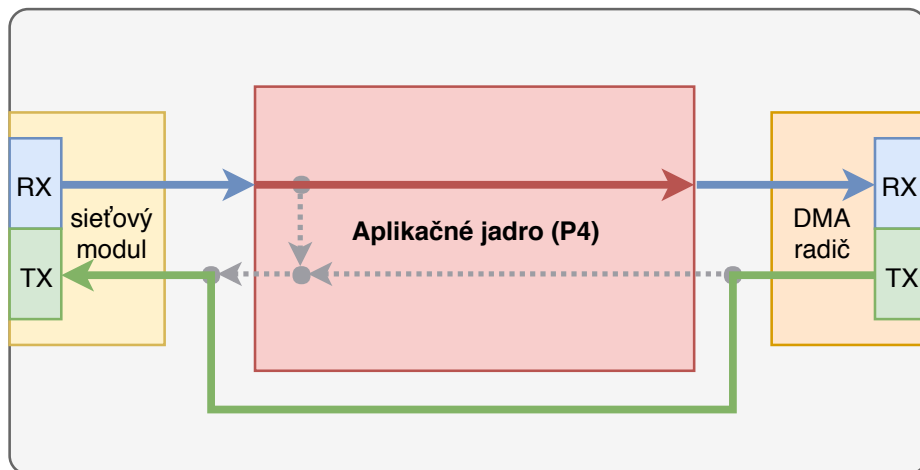 RX
sieťový
modul
TX
Aplikačné jadro (P4)
DMA
radič
RX
TX